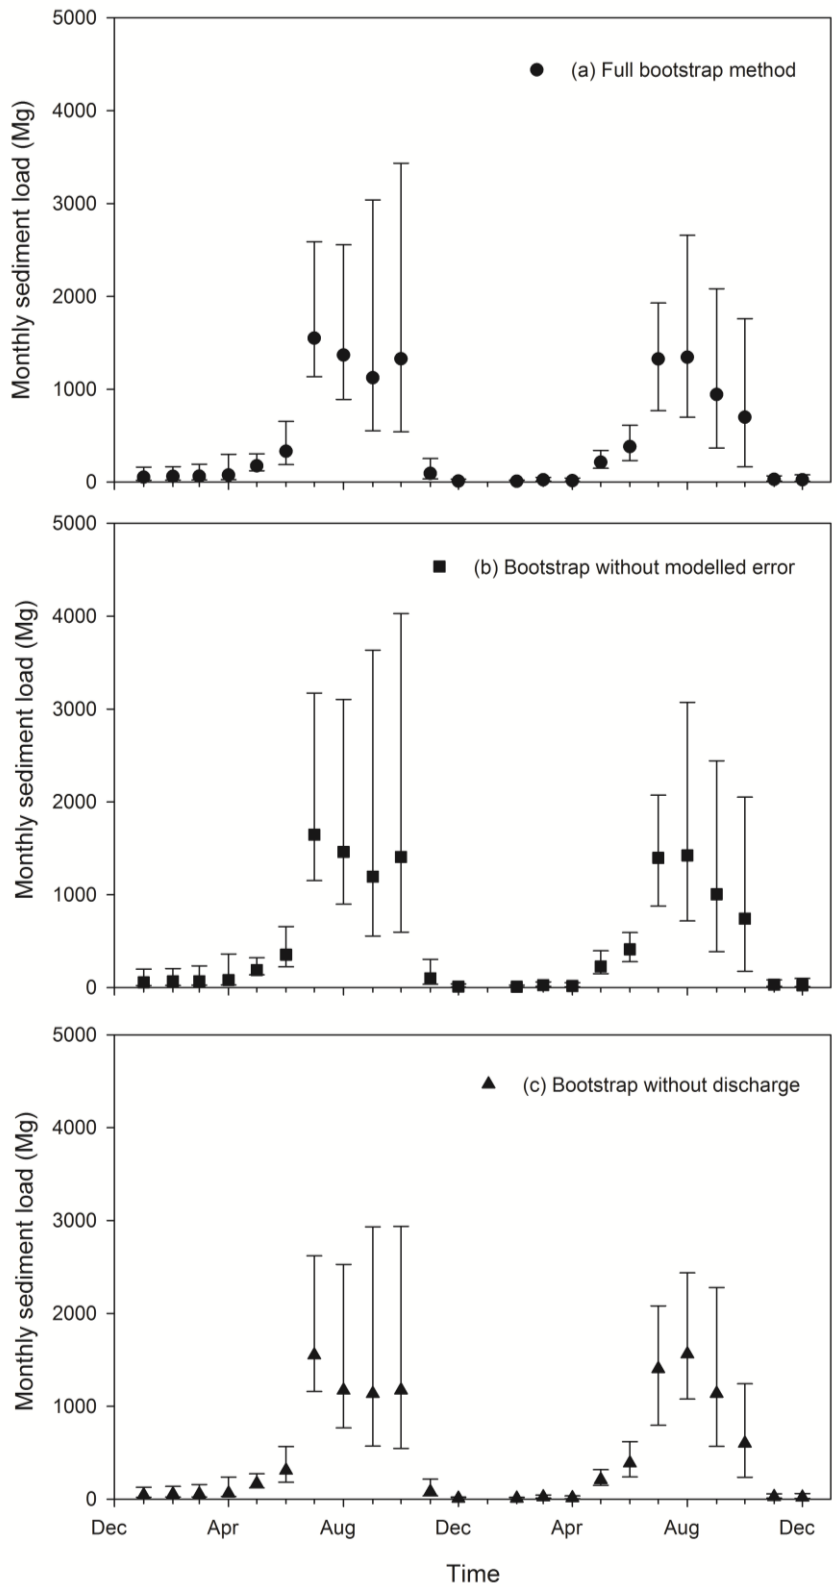 5000
(a) Full bootstrap method
4000
3000
2000
1000
0
Monthly sediment load (Mg)
5000
(b) Bootstrap without modelled error
4000
3000
2000
1000
0
Monthly sediment load (Mg)
5000
(c) Bootstrap without discharge
4000
3000
2000
1000
0
Monthly sediment load (Mg)
Dec Apr Aug Dec Apr Aug Dec
Time